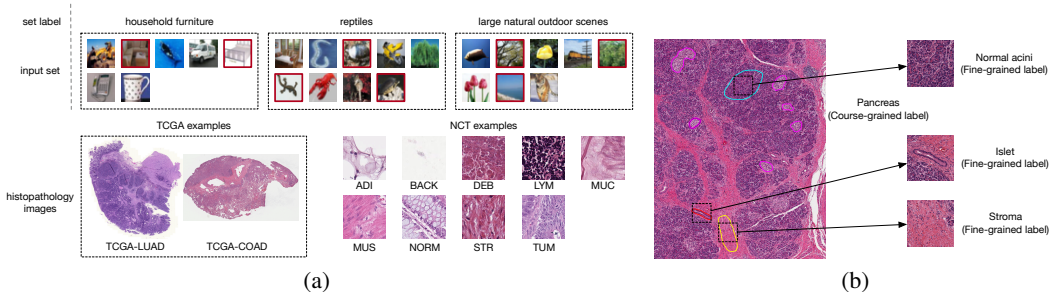 set label
household furniture
reptiles
large natural outdoor scenes
input set
TCGA examples
NCT examples
histopathology
images
TCGA-LUAD
TCGA-COAD
ADI
BACK
DEB
LYM
MUC
MUS
NORM
STR
TUM
(a)
Normal acini
(Fine-grained label)
Pancreas
(Course-grained label)
Islet
(Fine-grained label)
Stroma
(Fine-grained label)
(b)